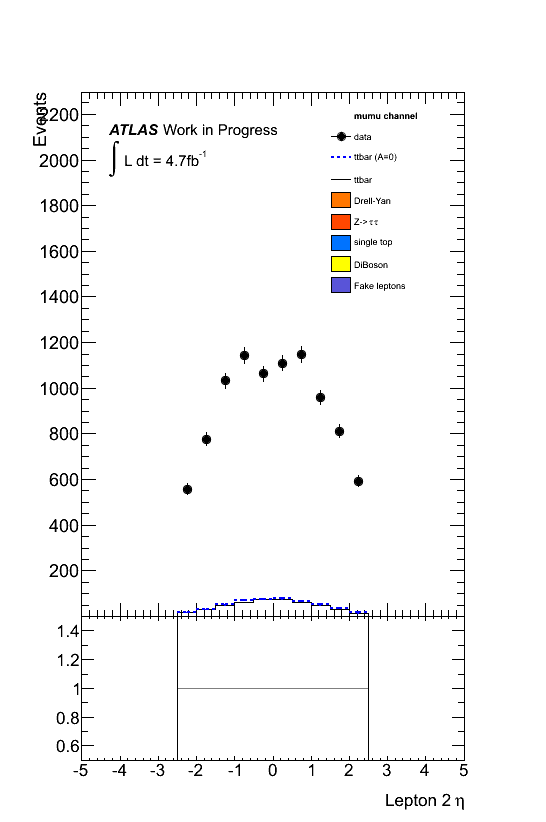 Events
2200
2000
1800
1600
1400
1200
1000
800
600
400
200
ATLAS Work in Progress
∫ L dt = 4.7fb⁻¹
mumu channel
data
ttbar (A=0)
ttbar
Drell-Yan
Z->ττ
single top
DiBoson
Fake leptons
1.4
1.2
1
0.8
0.6
-5 -4 -3 -2 -1 0 1 2 3 4 5
Lepton 2 η